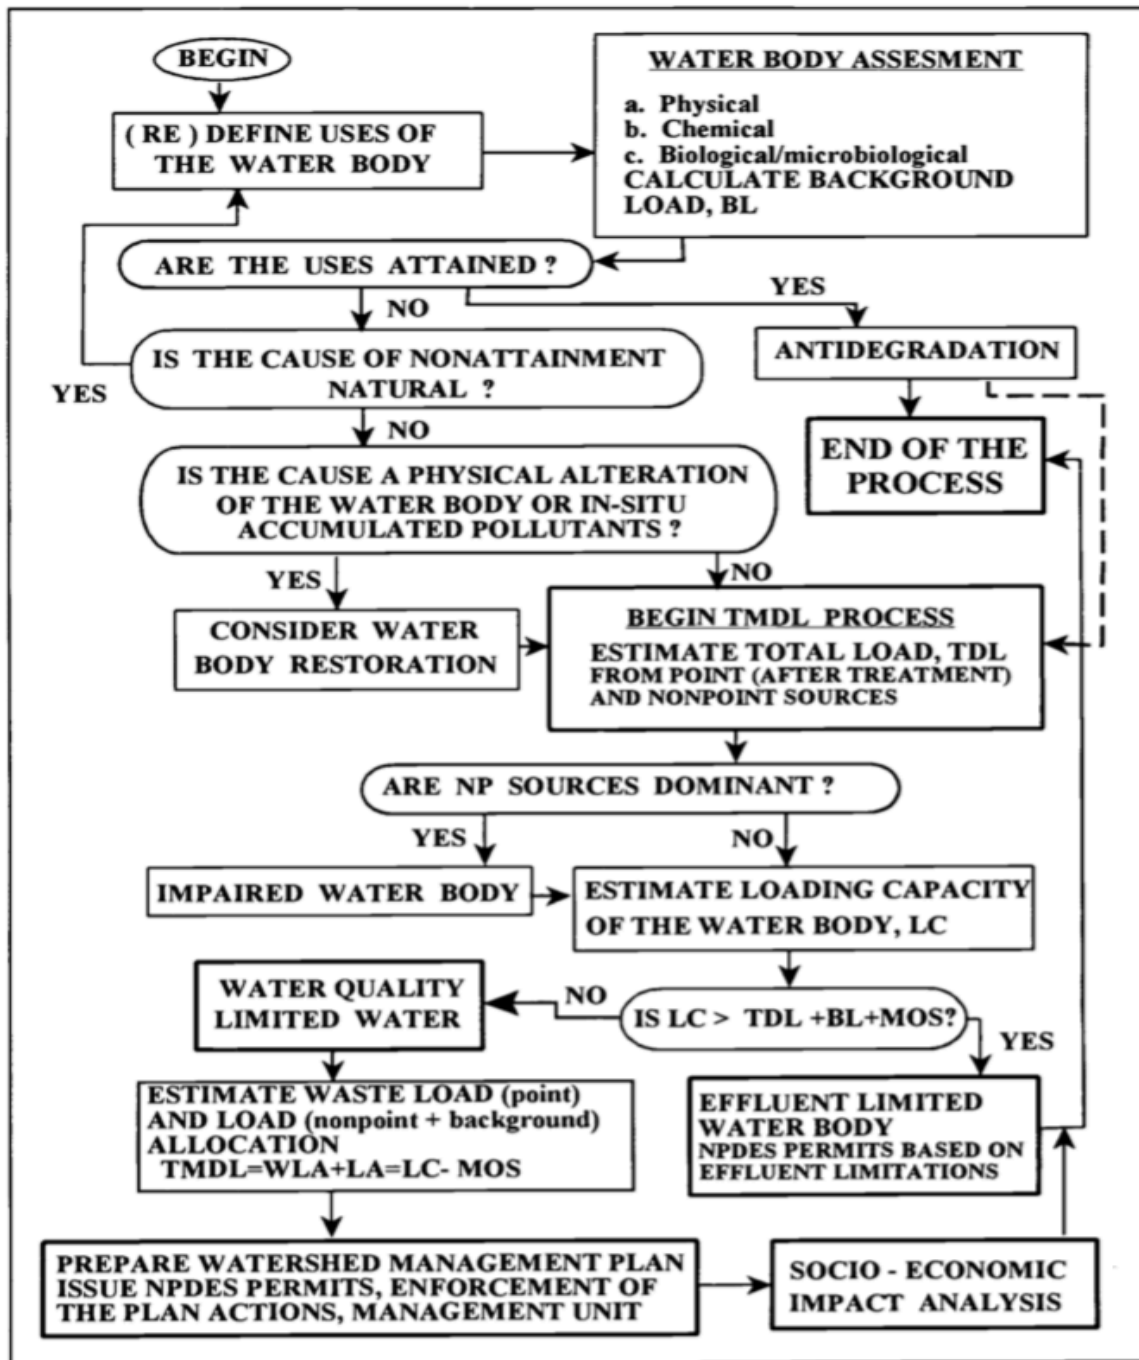 BEGIN
( RE ) DEFINE USES OF
THE WATER BODY
WATER BODY ASSESMENT
a. Physical
b. Chemical
c. Biological/microbiological
CALCULATE BACKGROUND
LOAD, BL
ARE THE USES ATTAINED ?
YES
NO
IS THE CAUSE OF NONATTAINMENT
NATURAL ?
ANTIDEGRADATION
YES
NO
END OF THE
PROCESS
IS THE CAUSE A PHYSICAL ALTERATION
OF THE WATER BODY OR IN-SITU
ACCUMULATED POLLUTANTS ?
YES
NO
CONSIDER WATER
BODY RESTORATION
BEGIN TMDL PROCESS
ESTIMATE TOTAL LOAD, TDL
FROM POINT (AFTER TREATMENT)
AND NONPOINT SOURCES
ARE NP SOURCES DOMINANT ?
YES
NO
IMPAIRED WATER BODY
ESTIMATE LOADING CAPACITY
OF THE WATER BODY, LC
WATER QUALITY
LIMITED WATER
NO
IS LC > TDL +BL+MOS?
YES
ESTIMATE WASTE LOAD (point)
AND LOAD (nonpoint + background)
ALLOCATION
TMDL=WLA+LA=LC- MOS
EFFLUENT LIMITED
WATER BODY
NPDES PERMITS BASED ON
EFFLUENT LIMITATIONS
PREPARE WATERSHED MANAGEMENT PLAN
ISSUE NPDES PERMITS, ENFORCEMENT OF
THE PLAN ACTIONS, MANAGEMENT UNIT
SOCIO - ECONOMIC
IMPACT ANALYSIS